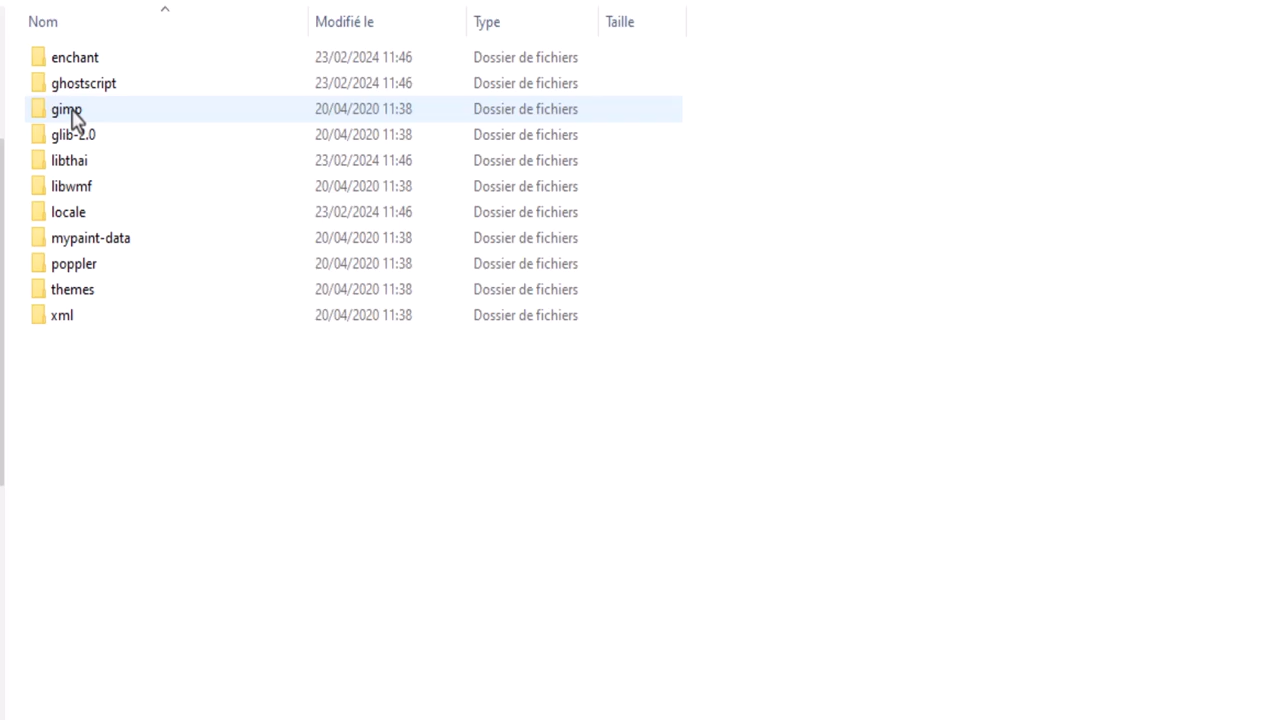 Nom Modifié le Type Taille
enchant 23/02/2024 11:46 Dossier de fichiers
ghostscript 23/02/2024 11:46 Dossier de fichiers
gimp 20/04/2020 11:38 Dossier de fichiers
glib-2.0 20/04/2020 11:38 Dossier de fichiers
libthai 23/02/2024 11:46 Dossier de fichiers
libwmf 20/04/2020 11:38 Dossier de fichiers
locale 23/02/2024 11:46 Dossier de fichiers
mypaint-data 20/04/2020 11:38 Dossier de fichiers
poppler 20/04/2020 11:38 Dossier de fichiers
themes 20/04/2020 11:38 Dossier de fichiers
xml 20/04/2020 11:38 Dossier de fichiers